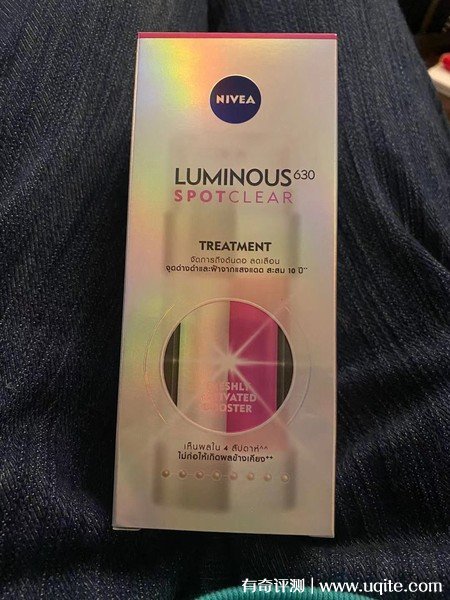 NIVEA
LUMINOUS630
SPOTCLEAR
TREATMENT
จัดการถึงต้นตอ ลดเลือน
จุดด่างดำและฝ้าจากแสงแดด สะสม 10 ปี**
FRESHLY
ACTIVATED
BOOSTER
เห็นผลใน 4 สัปดาห์^^
ไม่ก่อให้เกิดผลข้างเคียง++
有奇评测 | www.uqite.com